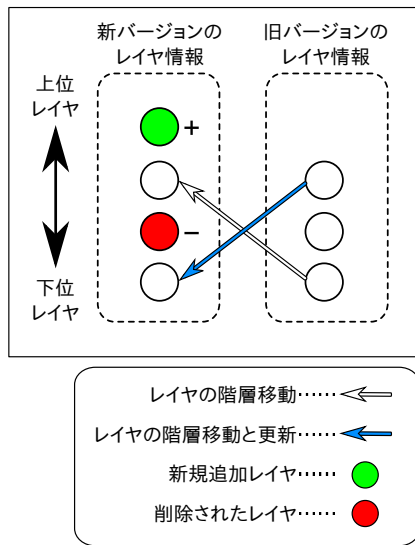 新バージョンの
レイヤ情報
旧バージョンの
レイヤ情報
上位
レイヤ
+
−
下位
レイヤ
レイヤの階層移動……
レイヤの階層移動と更新……
新規追加レイヤ……
削除されたレイヤ……